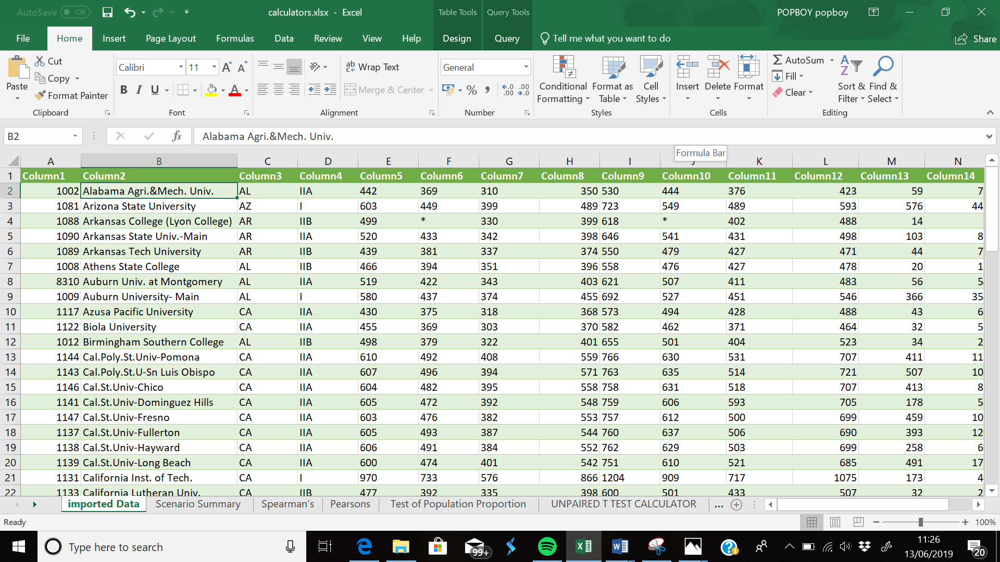 AutoSave Off calculators.xlsx - Excel Table Tools Query Tools POPBOY popboy
File Home Insert Page Layout Formulas Data Review View Help Design Query Tell me what you want to do Share
Paste Cut Copy Format Painter Clipboard
Calibri 11 A A B I U A Font
ab c Wrap Text Merge & Center Alignment
General % , .0 .00 .00 .0 Number
Conditional Formatting Format as Table Cell Styles Styles
Insert Delete Format Cells
AutoSum Fill Clear Sort & Filter Find & Select Editing
B2 fx Alabama Agri.&Mech. Univ.
Formula Bar
A B C D E F G H I J K L M N
1 Column1 Column2 Column3 Column4 Column5 Column6 Column7 Column8 Column9 Column10 Column11 Column12 Column13 Column14
2 1002 Alabama Agri.&Mech. Univ. AL IIA 442 369 310 350 530 444 376 423 59 7
3 1081 Arizona State University AZ I 603 449 399 489 723 549 489 593 576 44
4 1088 Arkansas College (Lyon College) AR IIB 499 * 330 399 618 * 402 488 14
5 1090 Arkansas State Univ.-Main AR IIA 520 433 342 398 646 541 431 498 103 8
6 1089 Arkansas Tech University AR IIB 439 381 337 374 550 479 427 471 44 7
7 1008 Athens State College AL IIB 466 394 351 396 558 476 427 478 20 1
8 8310 Auburn Univ. at Montgomery AL IIA 519 422 343 403 621 507 411 483 56 5
9 1009 Auburn University- Main AL I 580 437 374 455 692 527 451 546 366 35
10 1117 Azusa Pacific University CA IIA 430 375 318 368 573 494 428 488 43 6
11 1122 Biola University CA IIA 455 369 303 370 582 462 371 464 32 5
12 1012 Birmingham Southern College AL IIB 498 379 322 401 655 501 404 523 34 2
13 1144 Cal.Poly.St.Univ-Pomona CA IIA 610 492 408 559 766 630 531 707 411 11
14 1143 Cal.Poly.St.U-Sn Luis Obispo CA IIA 607 496 394 571 763 635 514 721 507 10
15 1146 Cal.St.Univ-Chico CA IIA 604 482 395 558 758 631 518 707 413 8
16 1141 Cal.St.Univ-Dominguez Hills CA IIA 605 472 392 548 759 606 593 705 178 5
17 1147 Cal.St.Univ-Fresno CA IIA 603 476 382 553 757 612 500 699 459 10
18 1137 Cal.St.Univ-Fullerton CA IIA 605 493 387 544 760 637 506 690 393 12
19 1138 Cal.St.Univ-Hayward CA IIA 606 491 384 552 762 629 503 699 258 6
20 1139 Cal.St.Univ-Long Beach CA IIA 600 474 401 542 751 610 521 685 491 17
21 1131 California Inst. of Tech. CA I 970 733 576 866 1204 909 717 1075 173 4
22 1133 California Lutheran Univ. CA IIB 477 392 335 398 600 501 433 507 32 2
imported Data Scenario Summary Spearman's Pearsons Test of Population Proportion UNPAIRED T TEST CALCULATOR ...
Ready 100%
Type here to search 99+ 11:26
13/06/2019 20